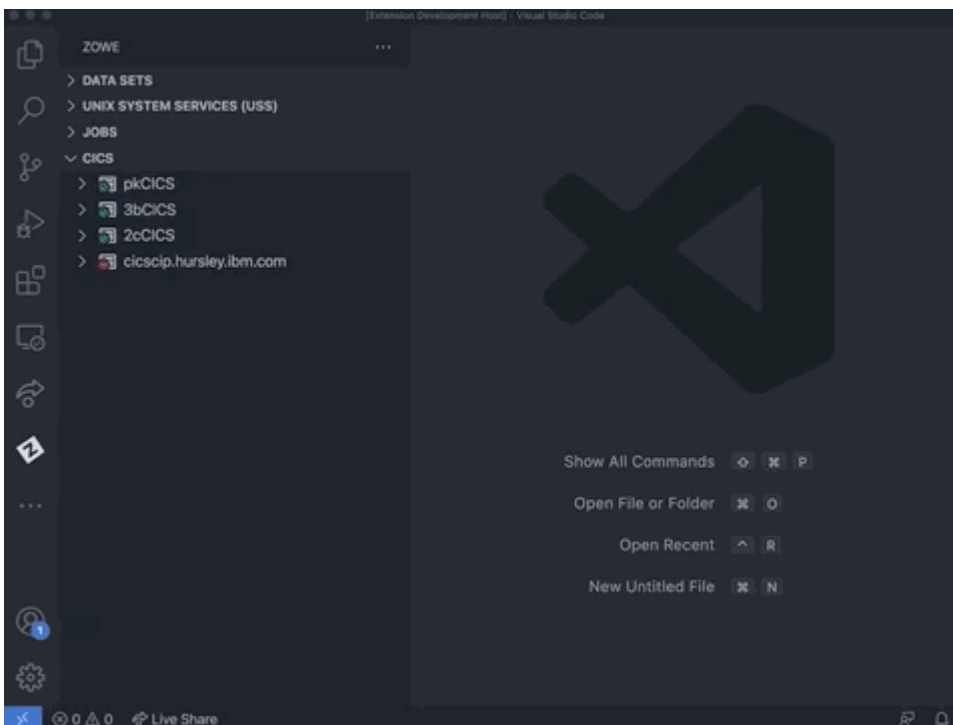 [Extension Development Host] - Visual Studio Code
ZOWE
DATA SETS
UNIX SYSTEM SERVICES (USS)
JOBS
CICS
pkCICS
3bCICS
2cCICS
cicscip.hursley.ibm.com
Show All Commands ⇧ ⌘ P
Open File or Folder ⌘ O
Open Recent ^ R
New Untitled File ⌘ N
1
0 0 Live Share